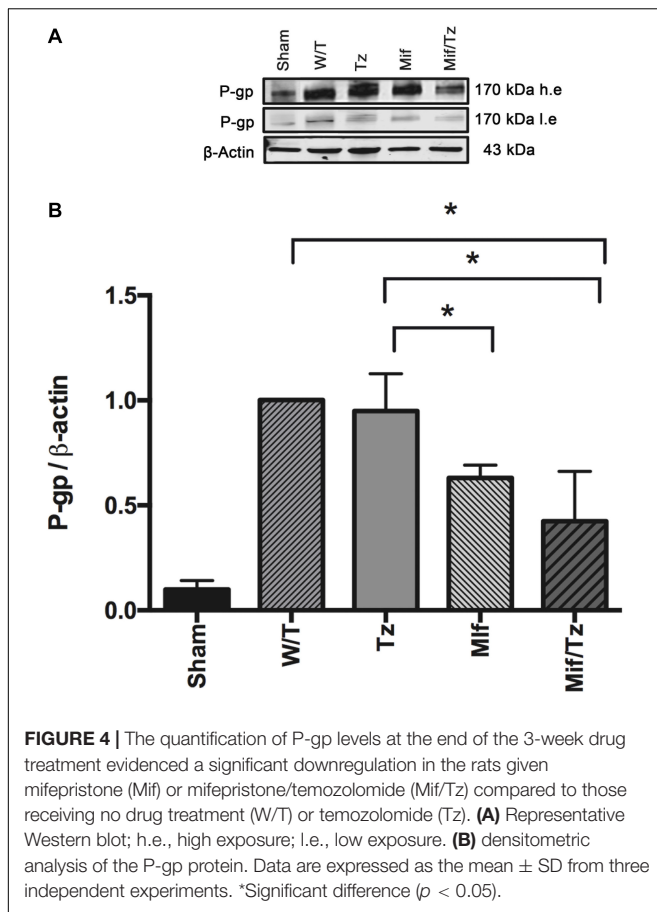 A
Sham W/T Tz Mif Mif/Tz
P-gp 170 kDa h.e
P-gp 170 kDa l.e
β-Actin 43 kDa
B
*
*
*
P-gp / β-actin
1.5
1.0
0.5
0.0
Sham W/T Tz MIf Mif/Tz
FIGURE 4 | The quantification of P-gp levels at the end of the 3-week drug
treatment evidenced a significant downregulation in the rats given
mifepristone (Mif) or mifepristone/temozolomide (Mif/Tz) compared to those
receiving no drug treatment (W/T) or temozolomide (Tz). (A) Representative
Western blot; h.e., high exposure; l.e., low exposure. (B) densitometric
analysis of the P-gp protein. Data are expressed as the mean ± SD from three
independent experiments. *Significant difference (p < 0.05).